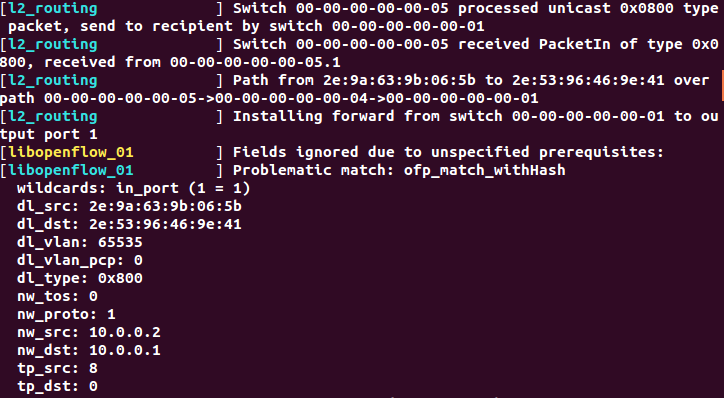 [l2_routing             ] Switch 00-00-00-00-00-05 processed unicast 0x0800 type
 packet, send to recipient by switch 00-00-00-00-00-01
[l2_routing             ] Switch 00-00-00-00-00-05 received PacketIn of type 0x0
800, received from 00-00-00-00-00-05.1
[l2_routing             ] Path from 2e:9a:63:9b:06:5b to 2e:53:96:46:9e:41 over
path 00-00-00-00-00-05->00-00-00-00-00-04->00-00-00-00-00-01
[l2_routing             ] Installing forward from switch 00-00-00-00-00-01 to ou
tput port 1
[libopenflow_01         ] Fields ignored due to unspecified prerequisites:
[libopenflow_01         ] Problematic match: ofp_match_withHash
  wildcards: in_port (1 = 1)
  dl_src: 2e:9a:63:9b:06:5b
  dl_dst: 2e:53:96:46:9e:41
  dl_vlan: 65535
  dl_vlan_pcp: 0
  dl_type: 0x800
  nw_tos: 0
  nw_proto: 1
  nw_src: 10.0.0.2
  nw_dst: 10.0.0.1
  tp_src: 8
  tp_dst: 0